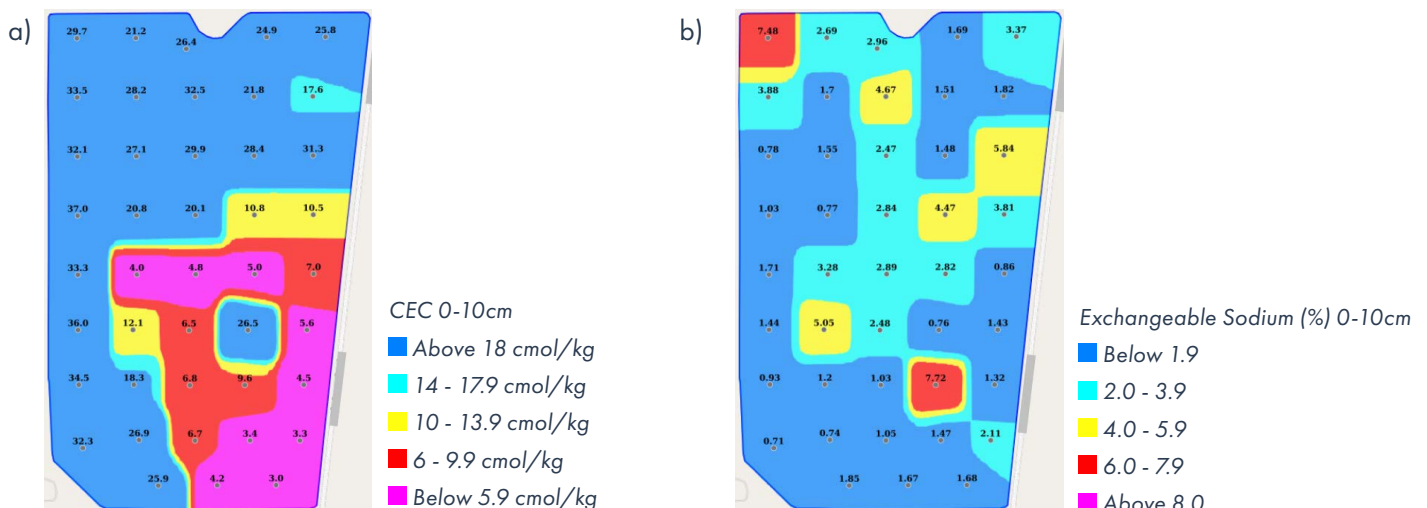 a)
29.7 21.2 26.4 24.9 25.8
33.5 28.2 32.5 21.8 17.6
32.1 27.1 29.9 28.4 31.3
37.0 20.8 20.1 10.8 10.5
33.3 4.0 4.8 5.0 7.0
36.0 12.1 6.5 26.5 5.6
34.5 18.3 6.8 9.6 4.5
32.3 26.9 6.7 3.4 3.3
25.9 4.2 3.0
CEC 0-10cm
Above 18 cmol/kg
14 - 17.9 cmol/kg
10 - 13.9 cmol/kg
6 - 9.9 cmol/kg
Below 5.9 cmol/kg
b)
7.48 2.69 2.96 1.69 3.37
3.88 1.7 4.67 1.51 1.82
0.78 1.55 2.47 1.48 5.84
1.03 0.77 2.84 4.47 3.81
1.71 3.28 2.89 2.82 0.86
1.44 5.05 2.48 0.76 1.43
0.93 1.2 1.03 7.72 1.32
0.71 0.74 1.05 1.47 2.11
1.85 1.67 1.68
Exchangeable Sodium (%) 0-10cm
Below 1.9
2.0 - 3.9
4.0 - 5.9
6.0 - 7.9
Above 8.0